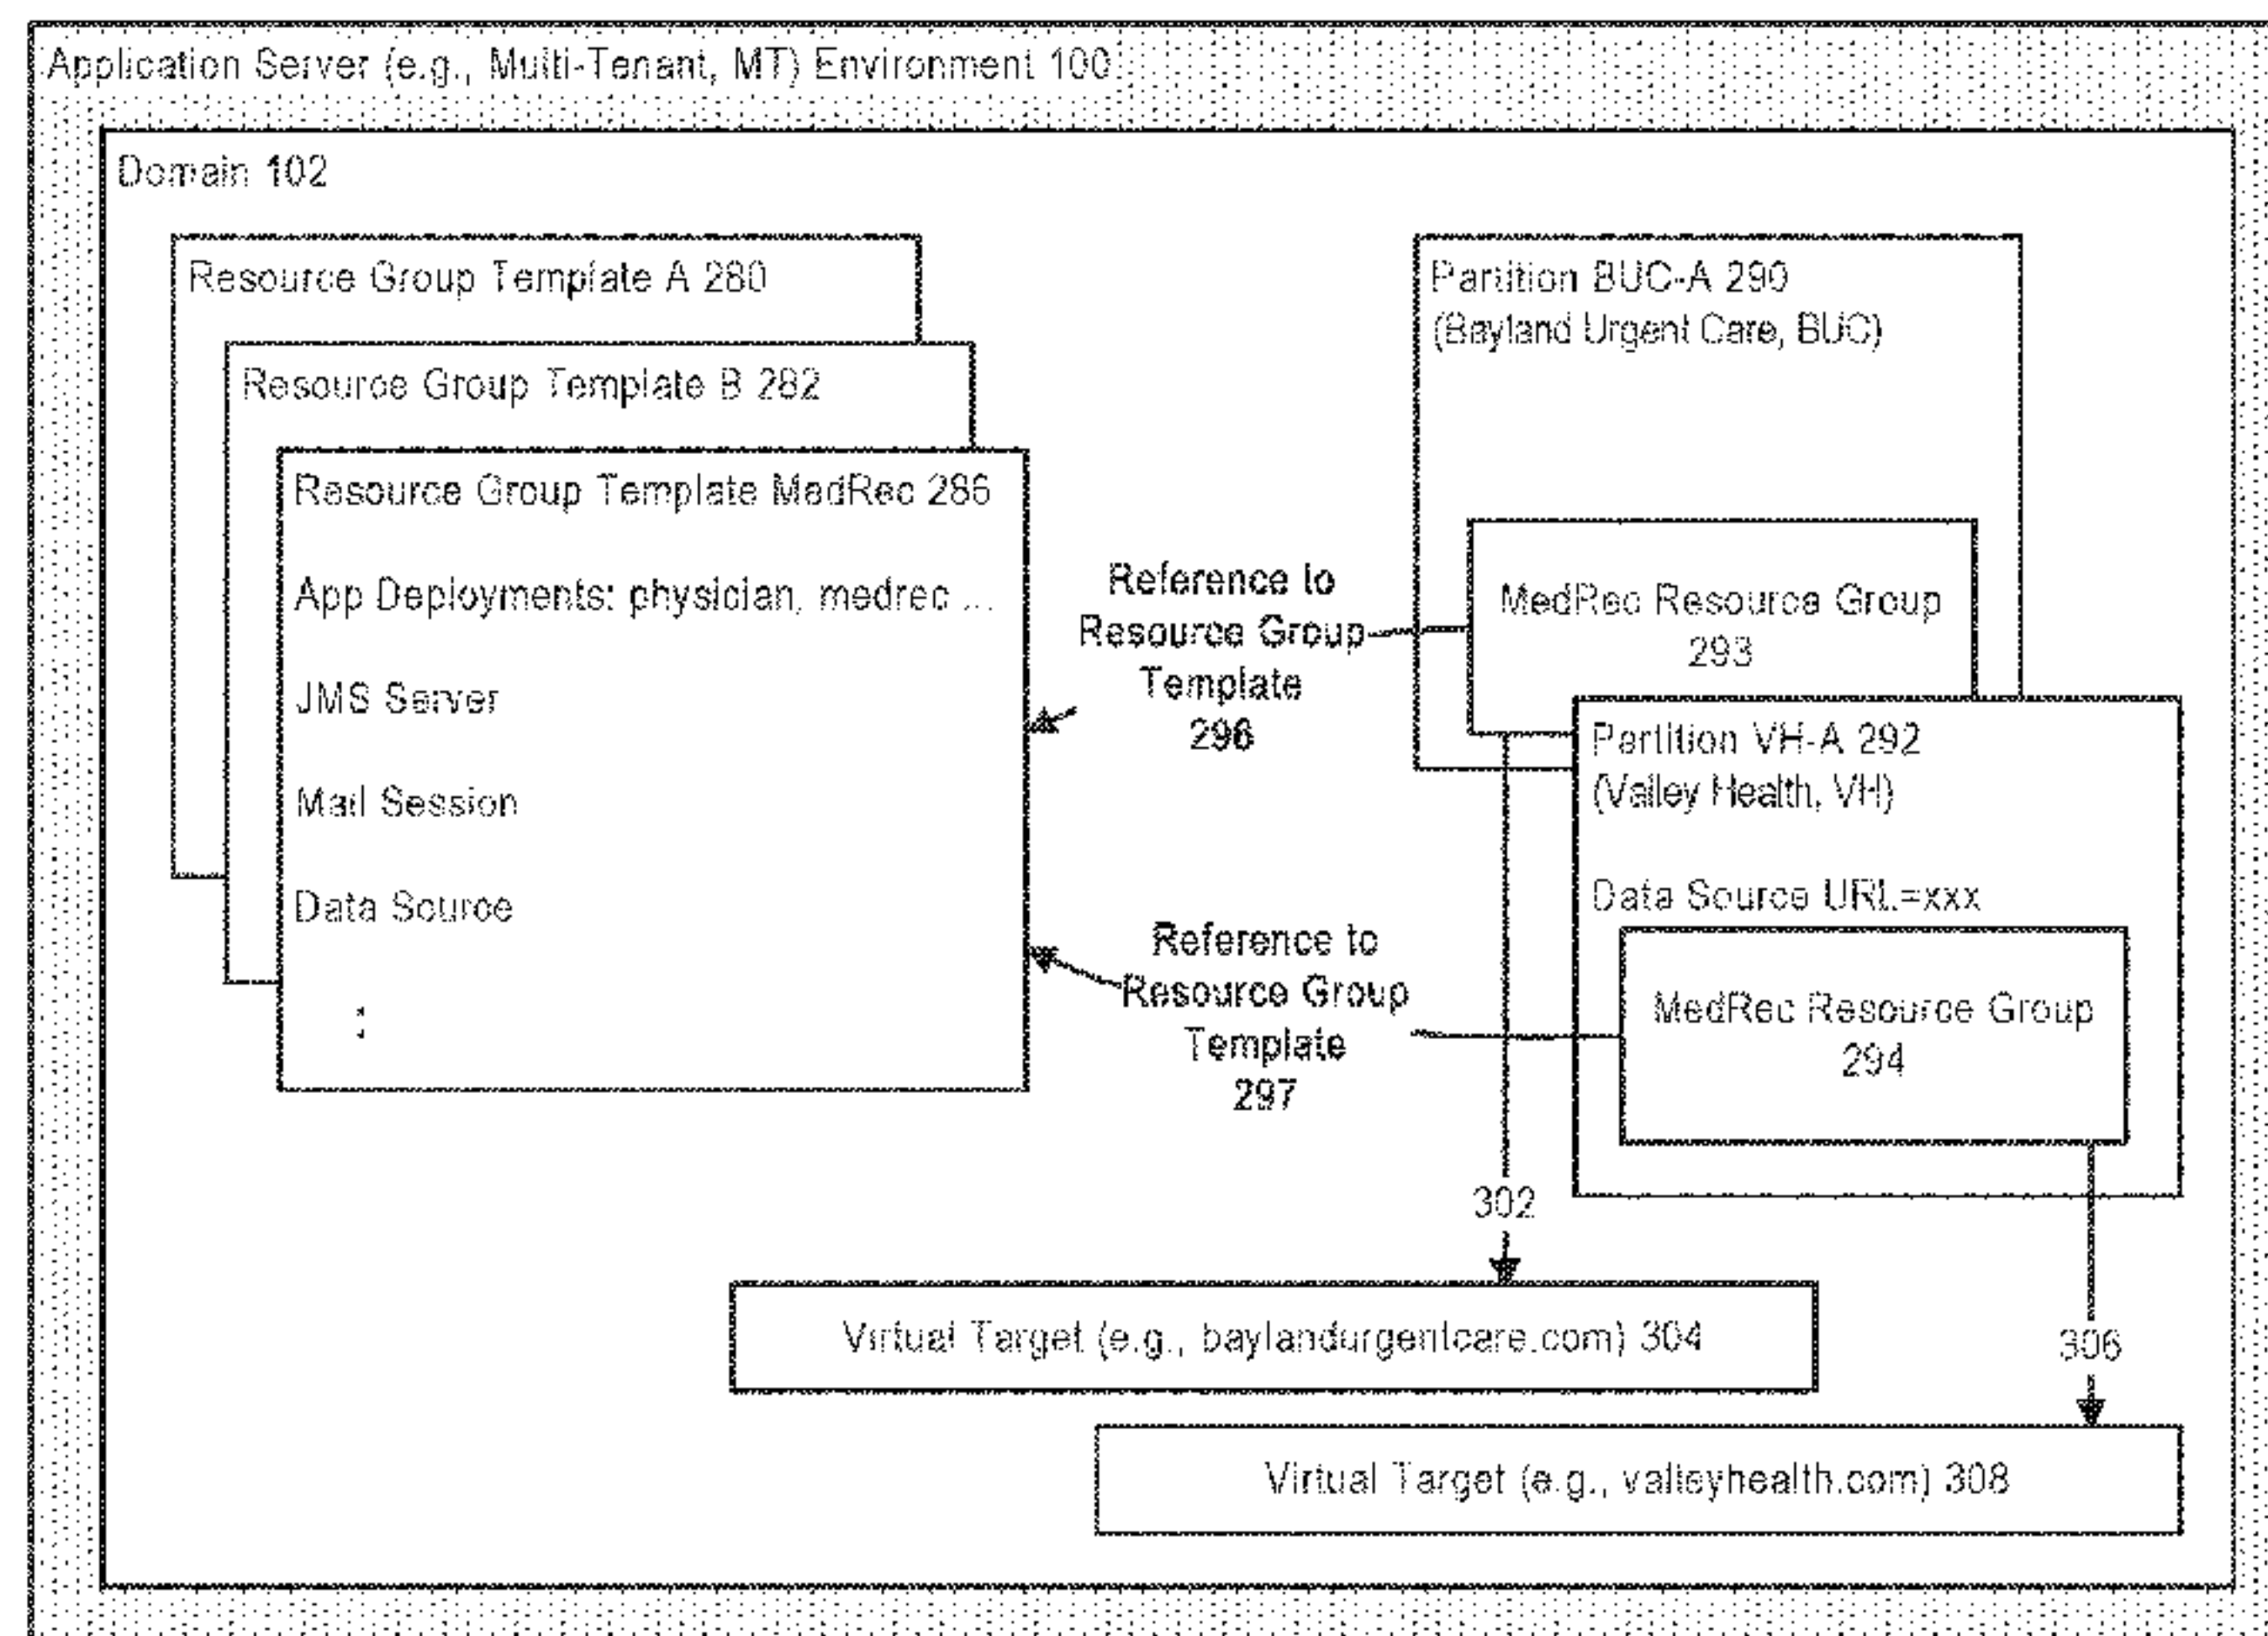 Application Server (e.g., Multi-Tenant, MT) Environment 100
Domain 102
Resource Group Template A 280
Resource Group Template B 282
Resource Group Template MedRec 286
App Deployments: physician, medrec ...
JMS Server
Mail Session
Data Source
:
Reference to
Resource Group
Template
296
Reference to
Resource Group
Template
297
Partition BUC-A 290
(Bayland Urgent Care, BUC)
MedRec Resource Group
293
Partition VH-A 292
(Valley Health, VH)
Data Source URL=xxx
MedRec Resource Group
294
302
306
Virtual Target (e.g., baylandurgentcare.com) 304
Virtual Target (e.g., valleyhealth.com) 308